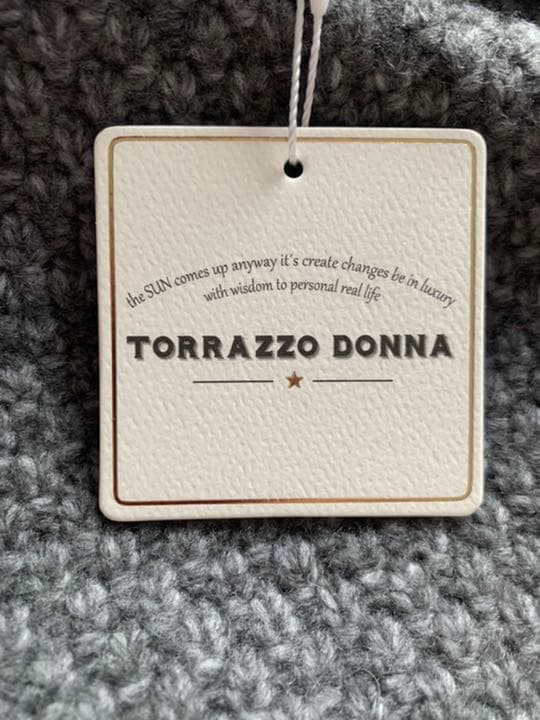 the SUN comes up anyway it´s create changes be in luxury
with wisdom to personal real life
TORRAZZO DONNA